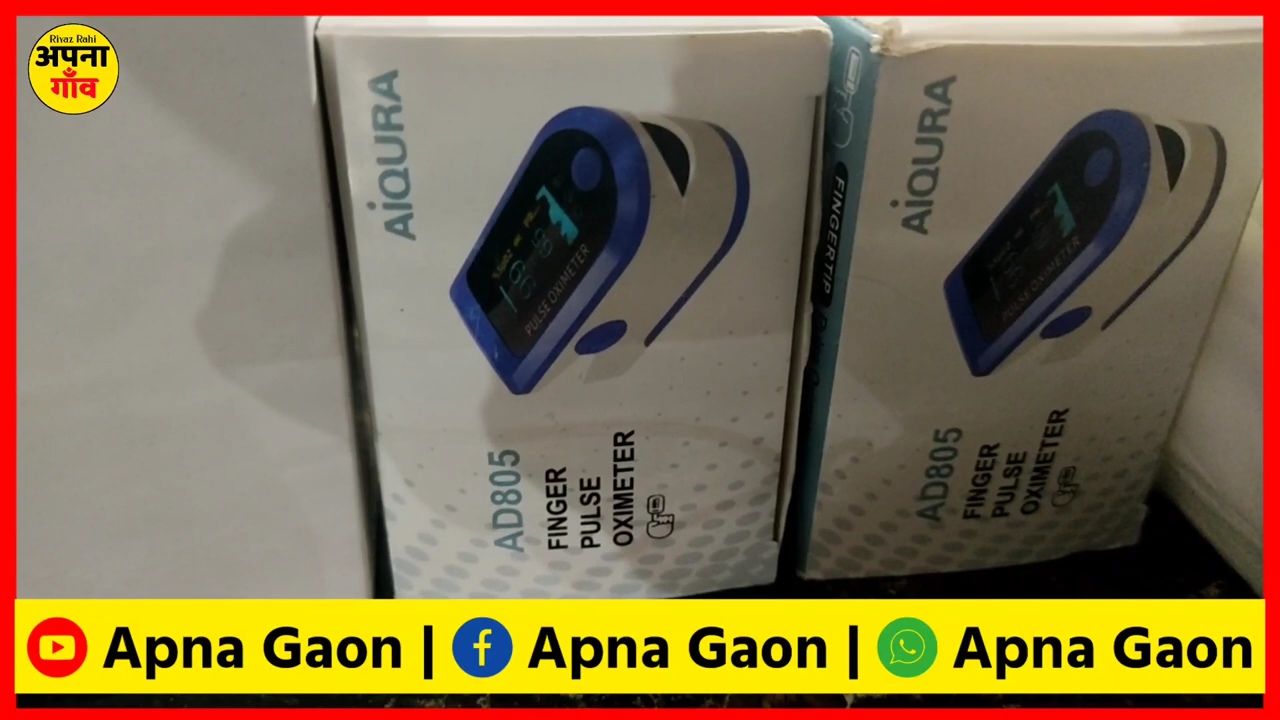 Riyaz Rahi
अपना
गाँव
AiQURA
PULSE OXIMETER
AD805
FINGER
PULSE
OXIMETER
FINGERTIP
AiQURA
PULSE OXIMETER
AD805
FINGER
PULSE
OXIMETER
Apna Gaon | Apna Gaon | Apna Gaon